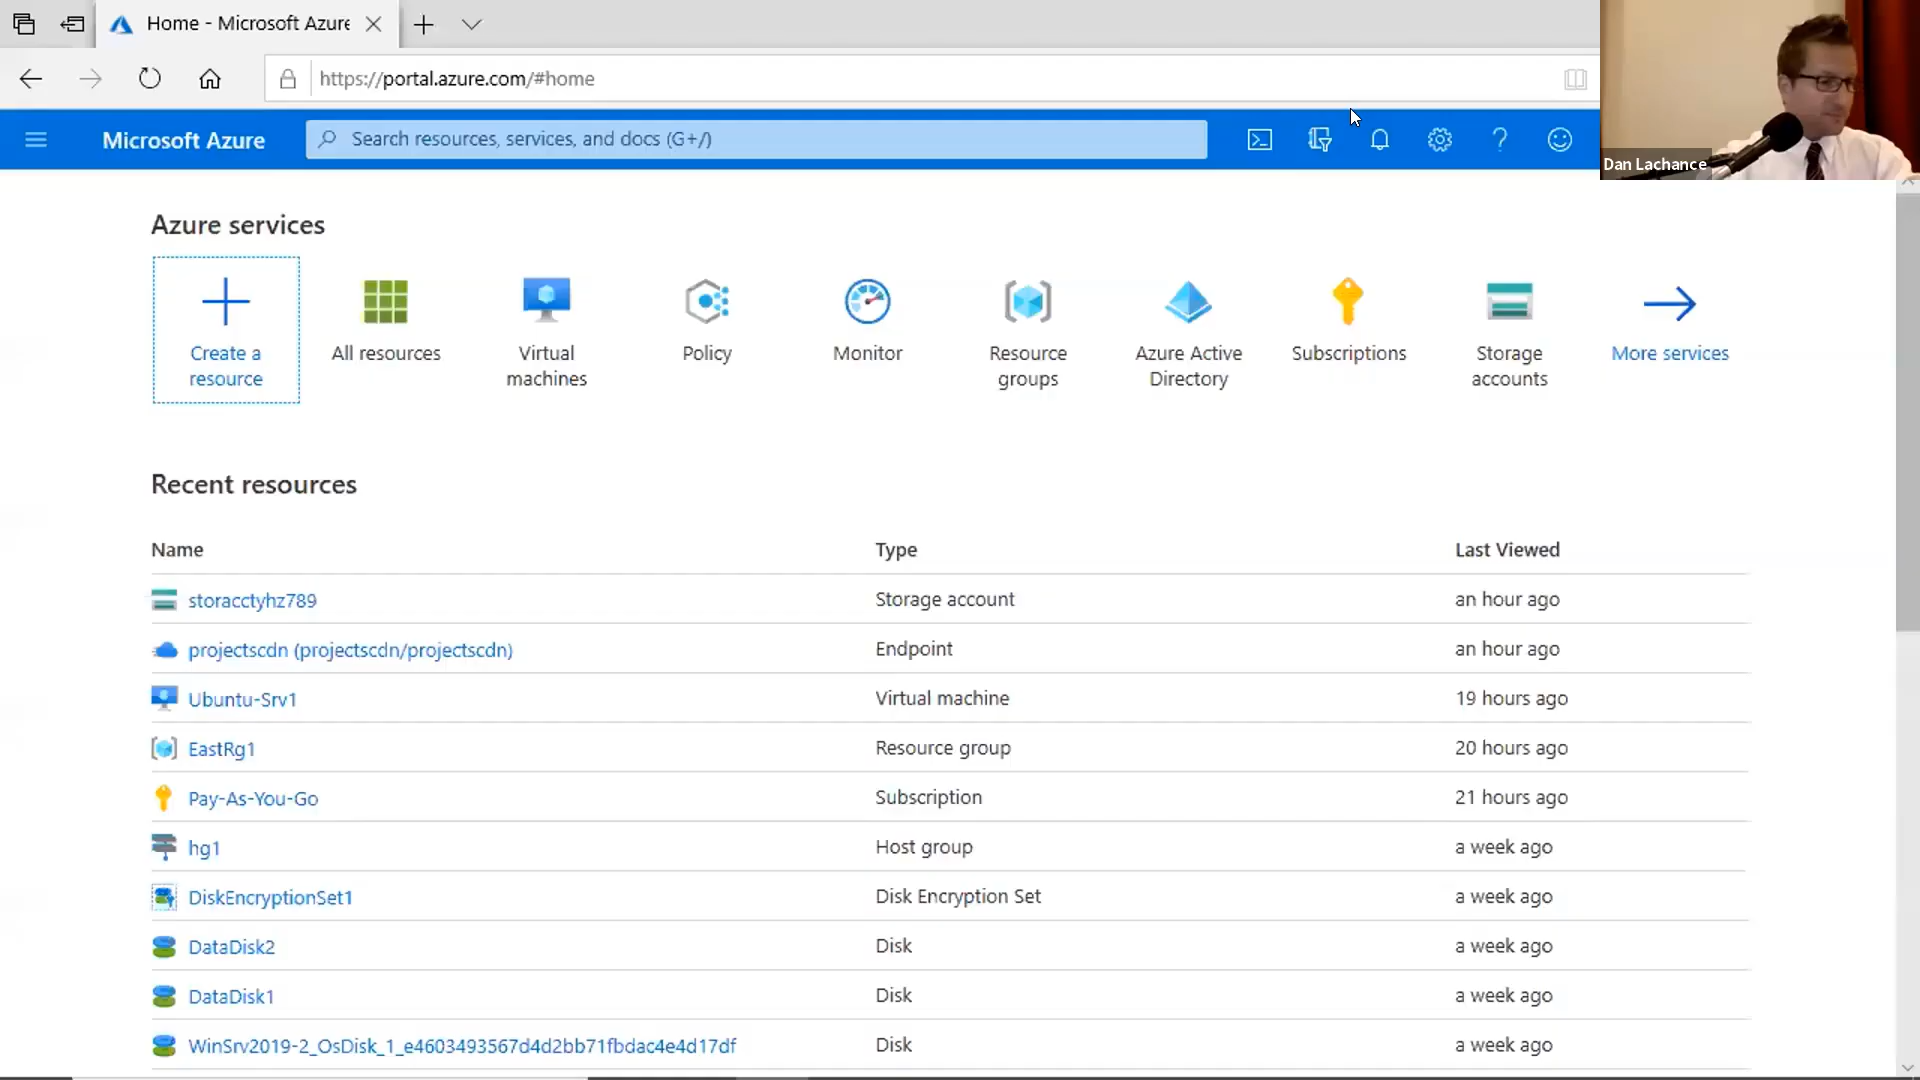 Home - Microsoft Azure
https://portal.azure.com/#home
Dan Lachance
Microsoft Azure
Search resources, services, and docs (G+/)
Azure services
Create a resource
All resources
Virtual machines
Policy
Monitor
Resource groups
Azure Active Directory
Subscriptions
Storage accounts
More services
Recent resources
Name Type Last Viewed
storacctyhz789 Storage account an hour ago
projectscdn (projectscdn/projectscdn) Endpoint an hour ago
Ubuntu-Srv1 Virtual machine 19 hours ago
EastRg1 Resource group 20 hours ago
Pay-As-You-Go Subscription 21 hours ago
hg1 Host group a week ago
DiskEncryptionSet1 Disk Encryption Set a week ago
DataDisk2 Disk a week ago
DataDisk1 Disk a week ago
WinSrv2019-2_OsDisk_1_e4603493567d4d2bb71fbdac4e4d17df Disk a week ago